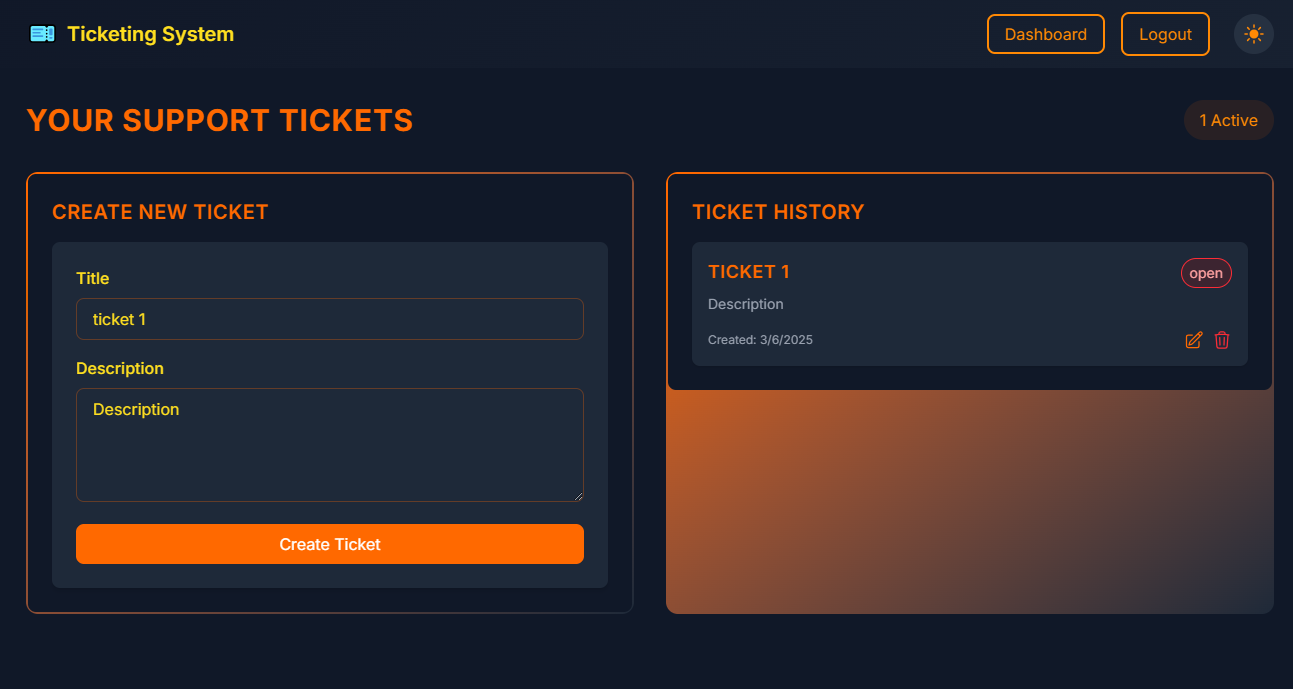 Ticketing System
Dashboard
Logout
YOUR SUPPORT TICKETS
1 Active
CREATE NEW TICKET
Title
ticket 1
Description
Description
Create Ticket
TICKET HISTORY
TICKET 1
open
Description
Created: 3/6/2025